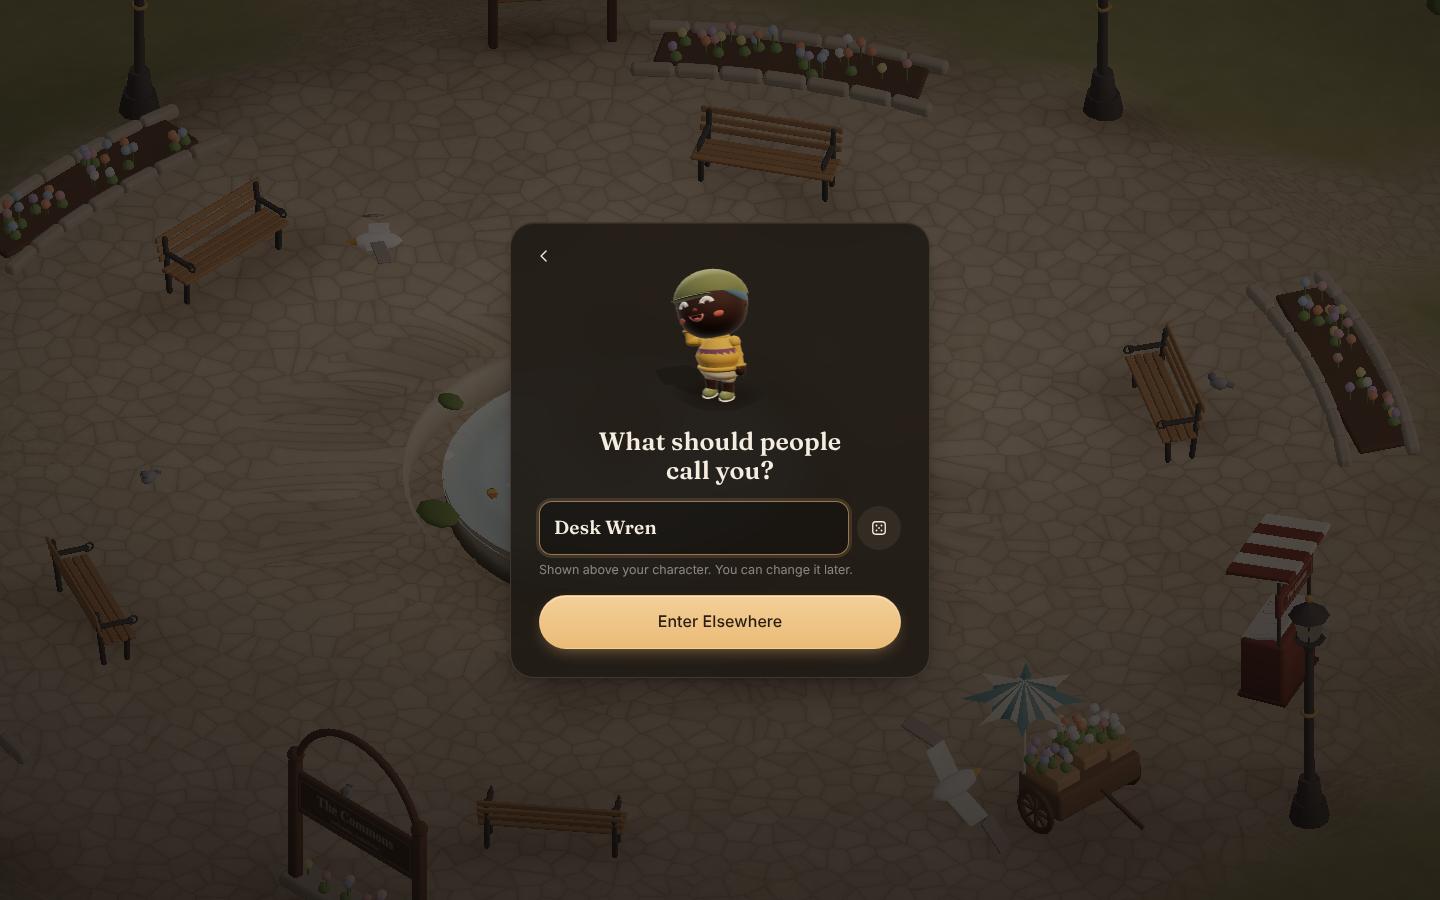 What should people
call you?
Desk Wren
Shown above your character. You can change it later.
Enter Elsewhere
The Commons